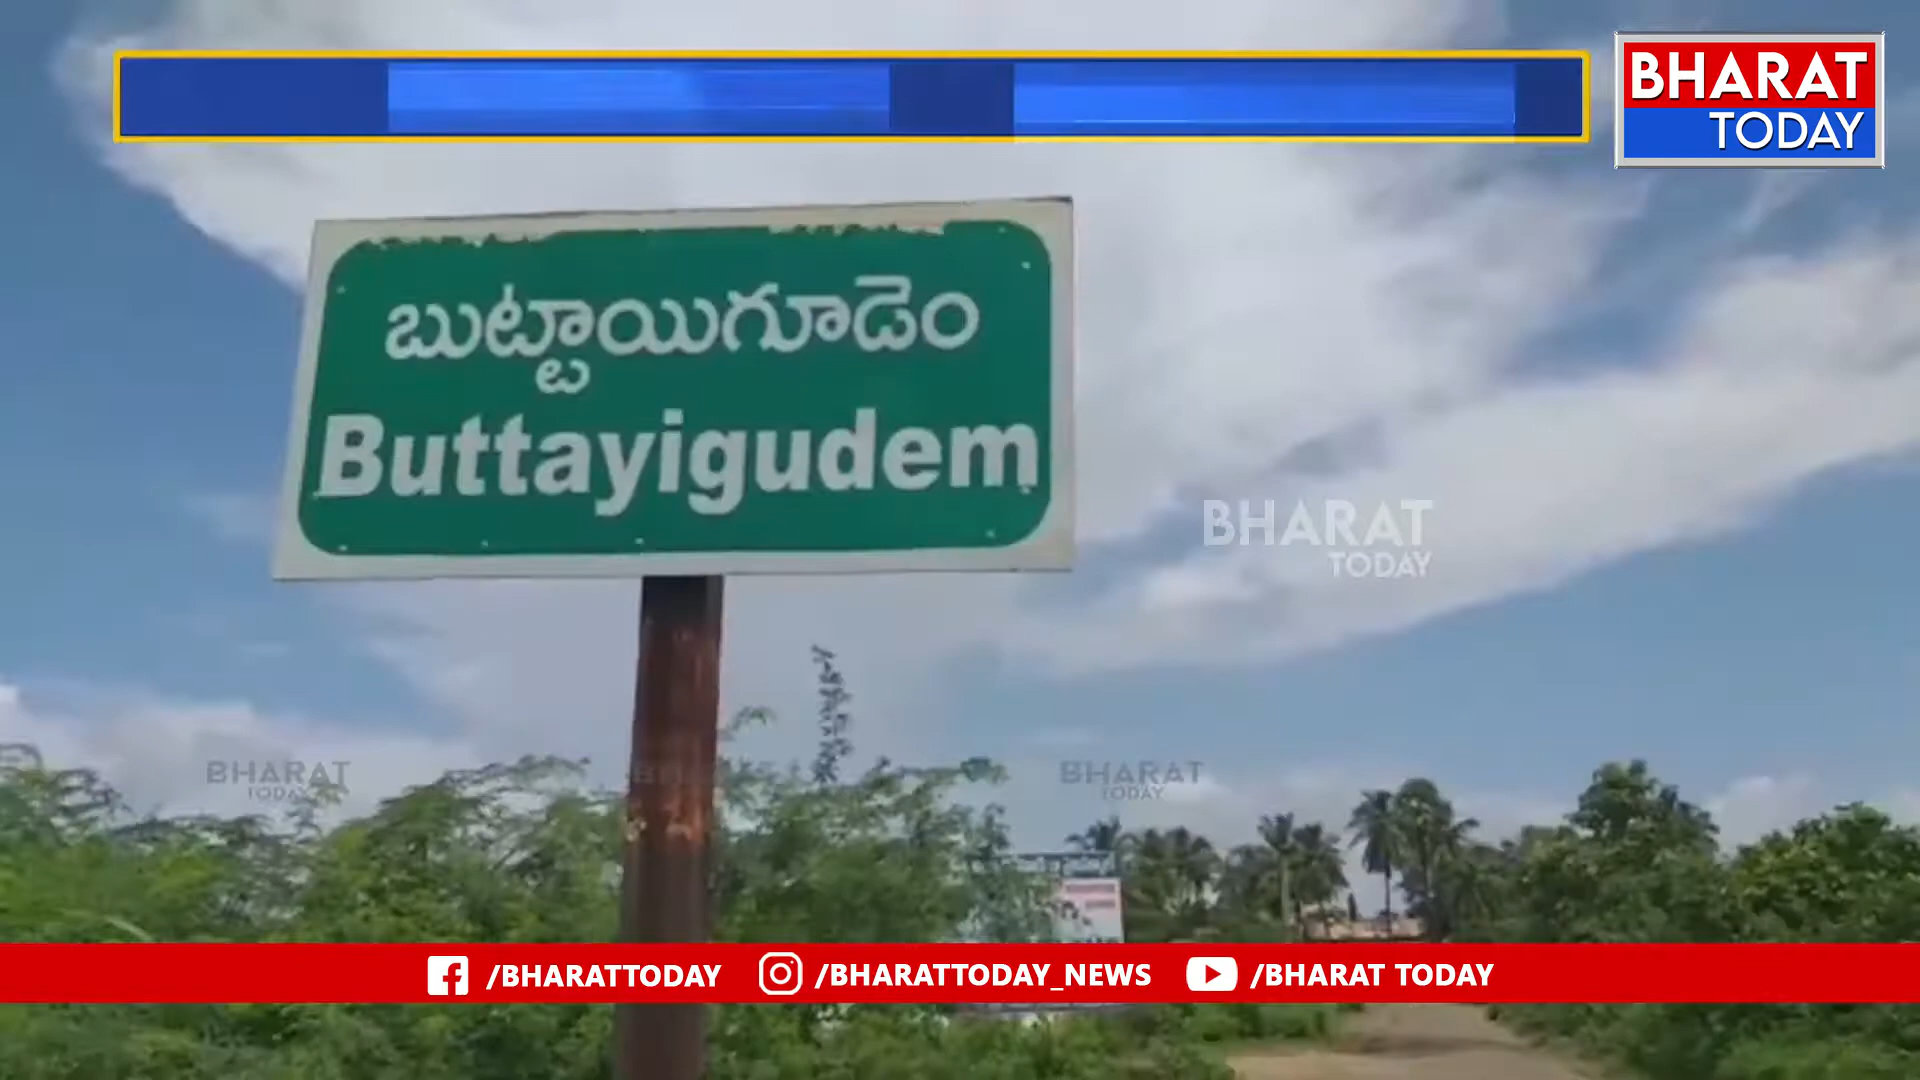 BHARAT
TODAY
బుట్టాయిగూడెం
Buttayigudem
BHARAT
TODAY
BHARAT
TODAY
BHARAT
TODAY
/BHARATTODAY
/BHARATTODAY_NEWS
/BHARAT TODAY